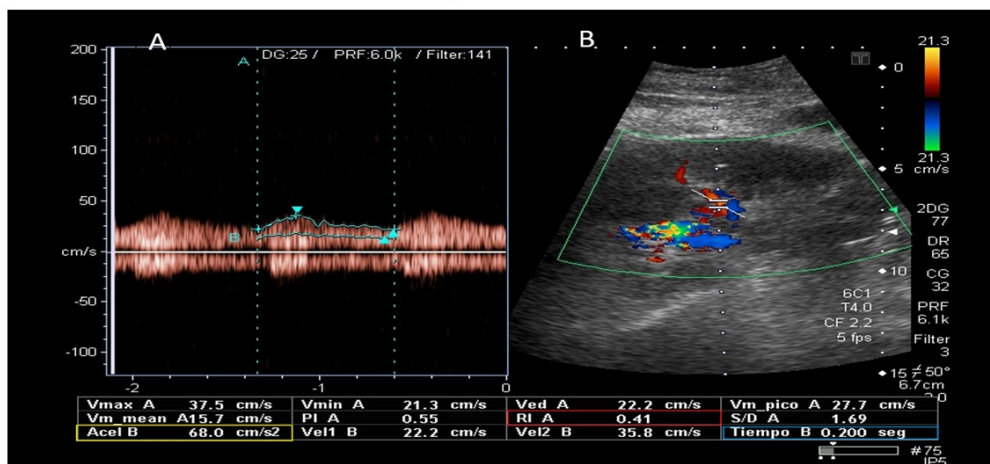 A
B
DG:25 / PRF:6.0k / Filter:141
A
200
150
100
50
cm/s
-50
-100
B
-2
-1
0
T
21.3
21.3
cm/s
0
5
10
15
2DG
77
DR
65
CG
32
PRF
6.1k
Filter
3
50°
6.7cm
2.0
6C1
T4.0
CF 2.2
5 fps
Vmax A 37.5 cm/s Vmin A 21.3 cm/s Ved A 22.2 cm/s Vm_pico A 27.7 cm/s
Vm_mean A15.7 cm/s PI A 0.55 RI A 0.41 S/D A 1.69
Acel B 68.0 cm/s2 Vel1 B 22.2 cm/s Vel2 B 35.8 cm/s Tiempo B 0.200 seg
#75
IP5